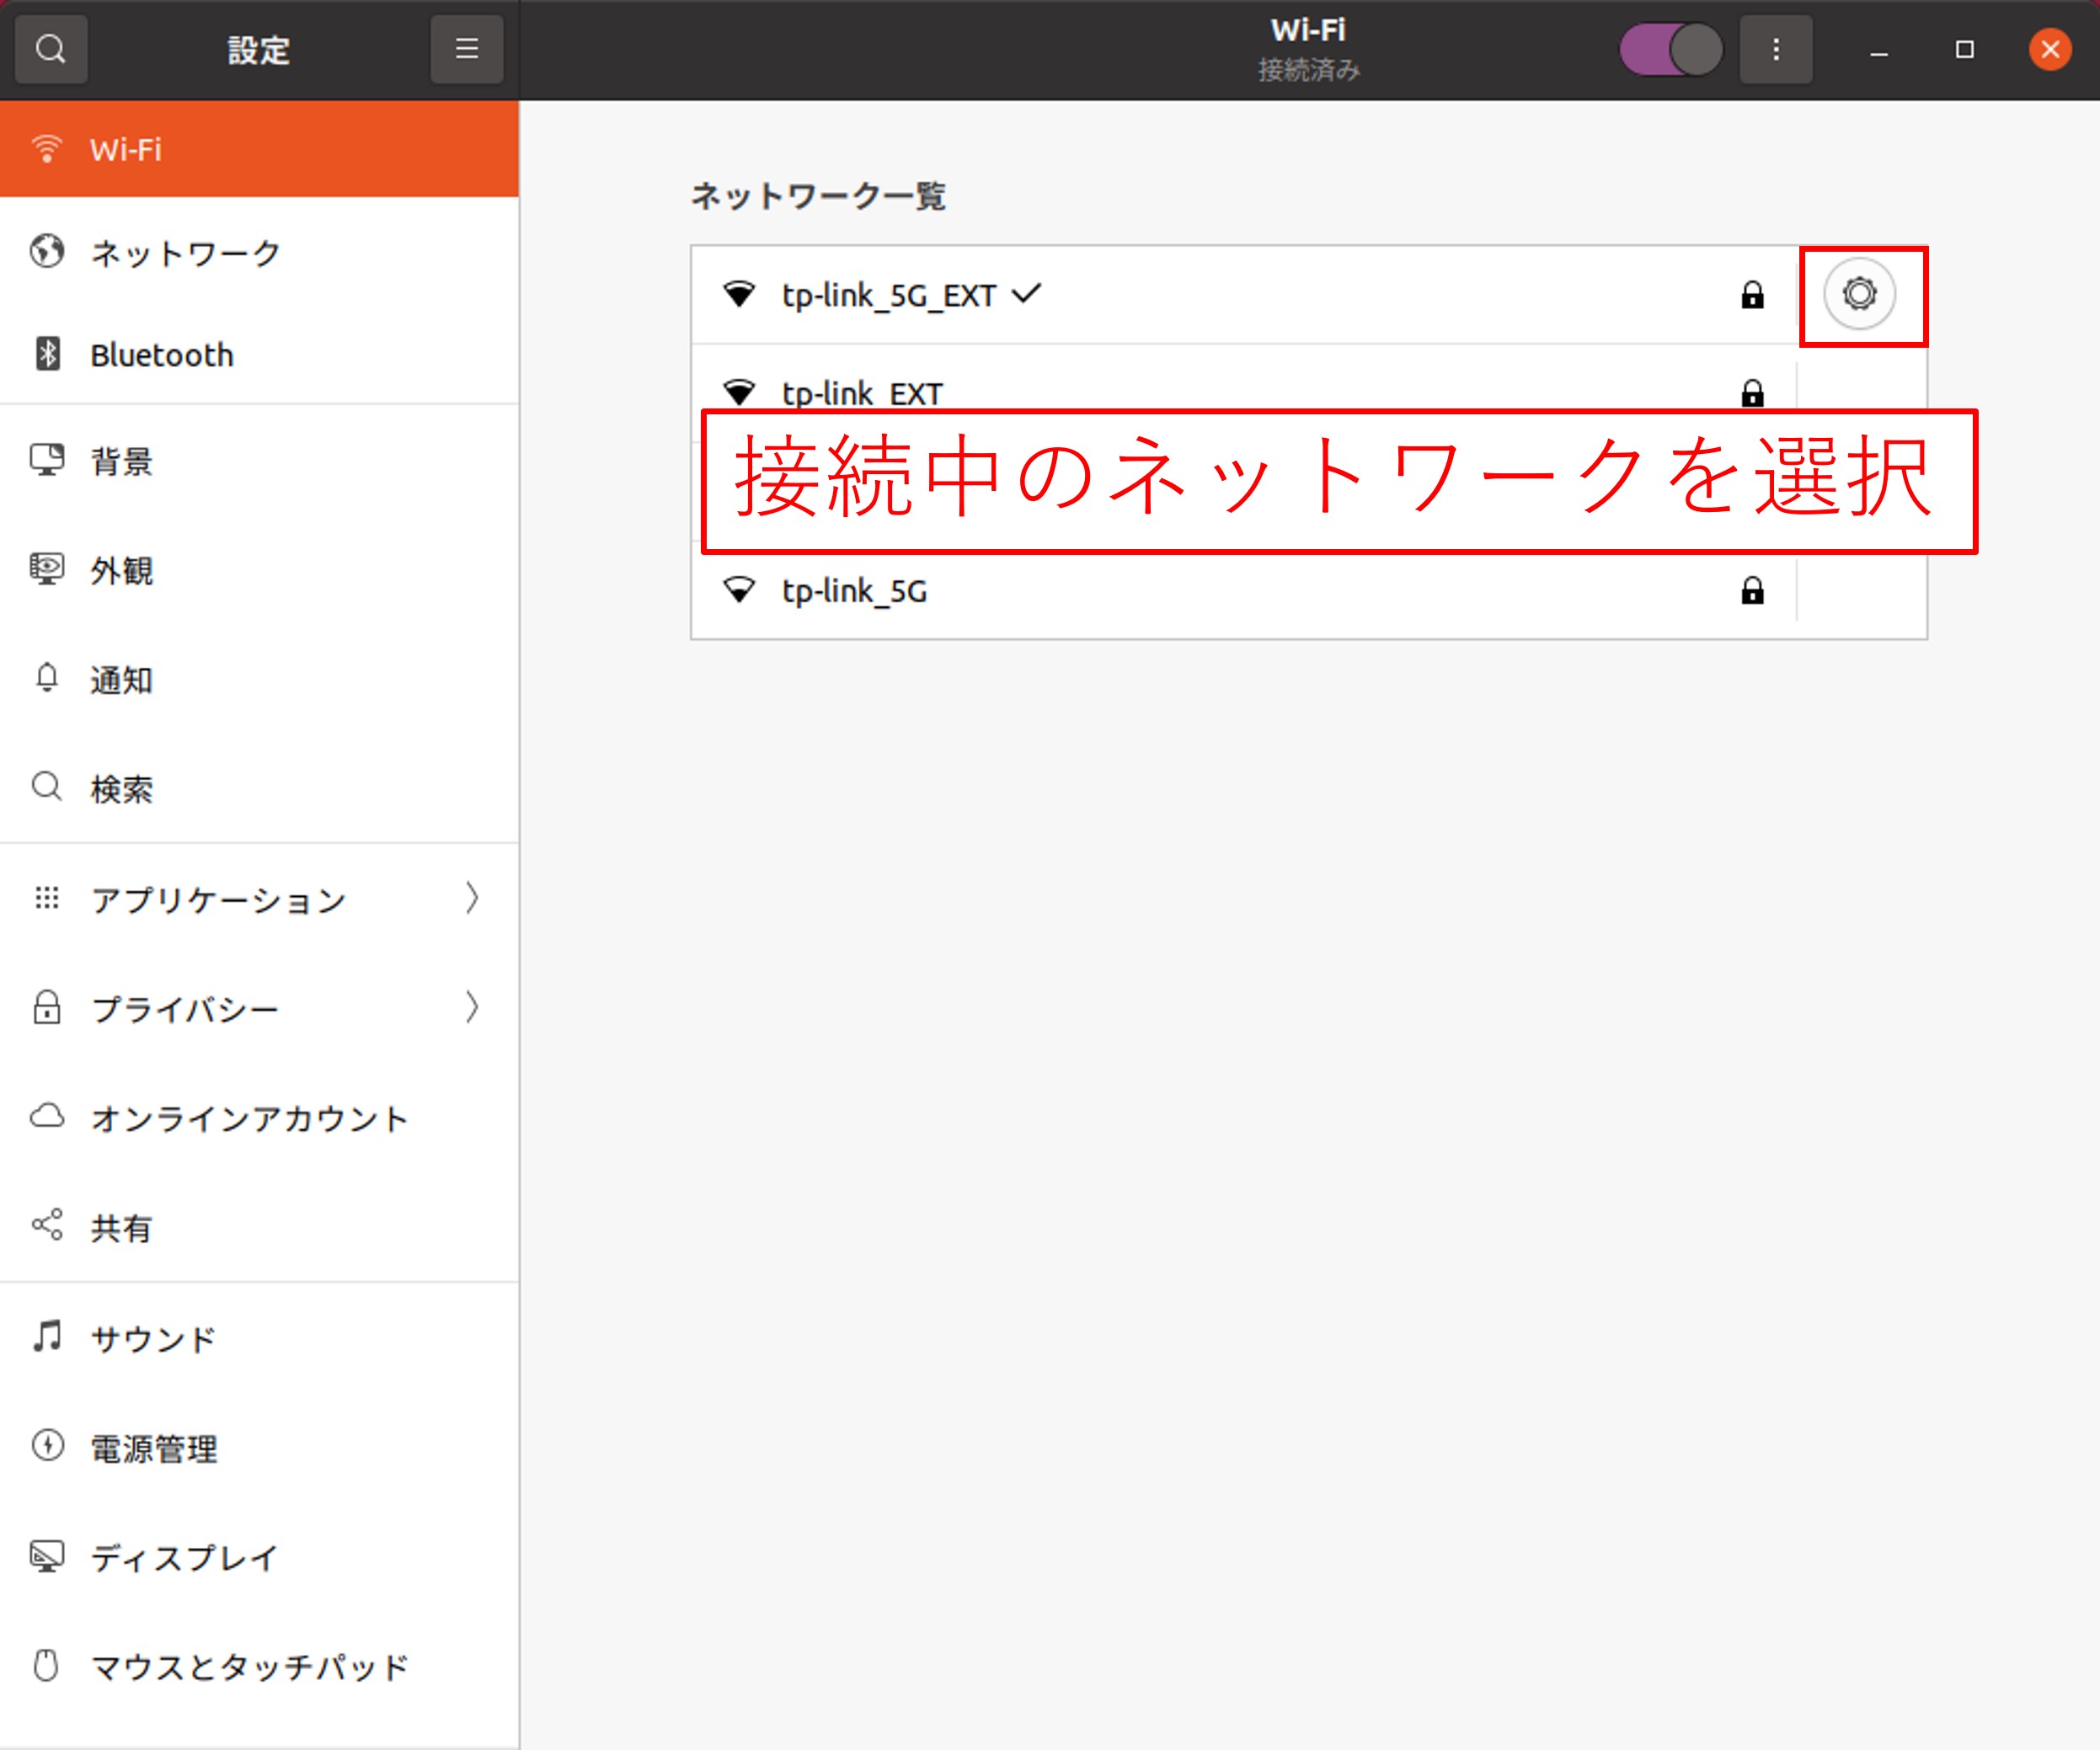 設定
Wi-Fi
接続済み
Wi-Fi
ネットワーク
Bluetooth
背景
外観
通知
検索
アプリケーション
プライバシー
オンラインアカウント
共有
サウンド
電源管理
ディスプレイ
マウスとタッチパッド
ネットワーク一覧
tp-link_5G_EXT
tp-link_EXT
接続中のネットワークを選択
tp-link_5G